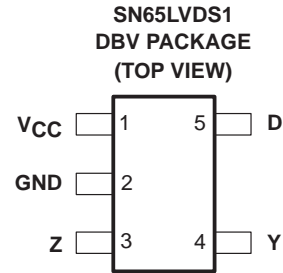 SN65LVDS1
DBV PACKAGE
(TOP VIEW)
VCC 1 5 D
GND 2
Z 3 4 Y